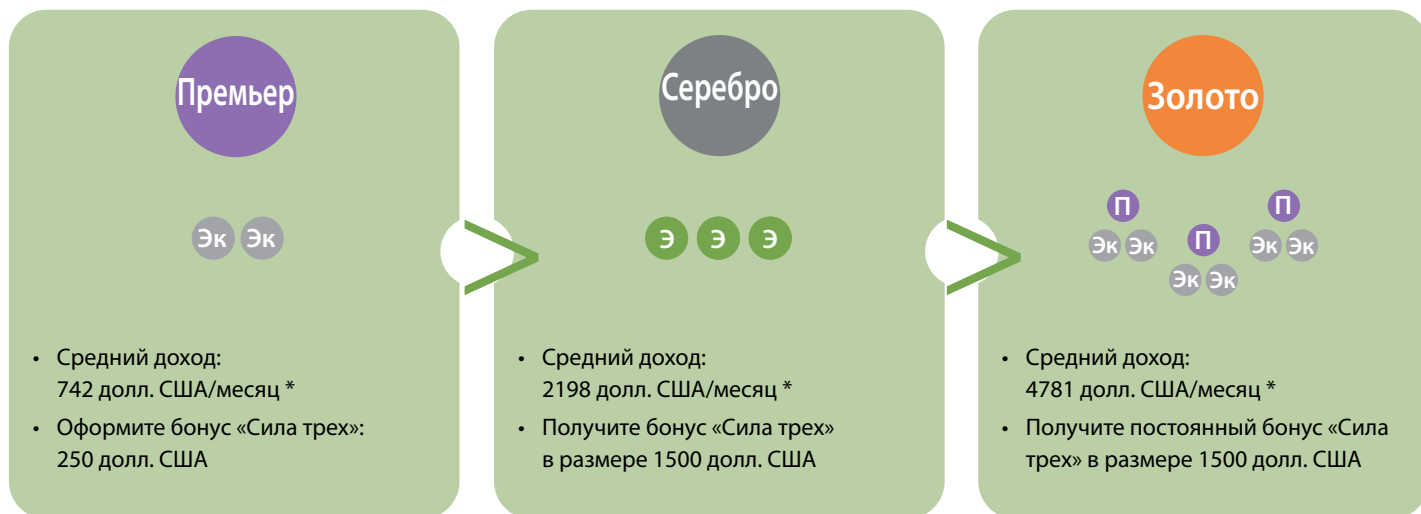 Премьер
Эк Эк
• Средний доход:
742 долл. США/месяц *
• Оформите бонус «Сила трех»:
250 долл. США
>
Серебро
Э Э Э
• Средний доход:
2198 долл. США/месяц *
• Получите бонус «Сила трех»
в размере 1500 долл. США
>
Золото
П П П
Эк Эк Эк Эк Эк Эк
• Средний доход:
4781 долл. США/месяц *
• Получите постоянный бонус «Сила
трех» в размере 1500 долл. США